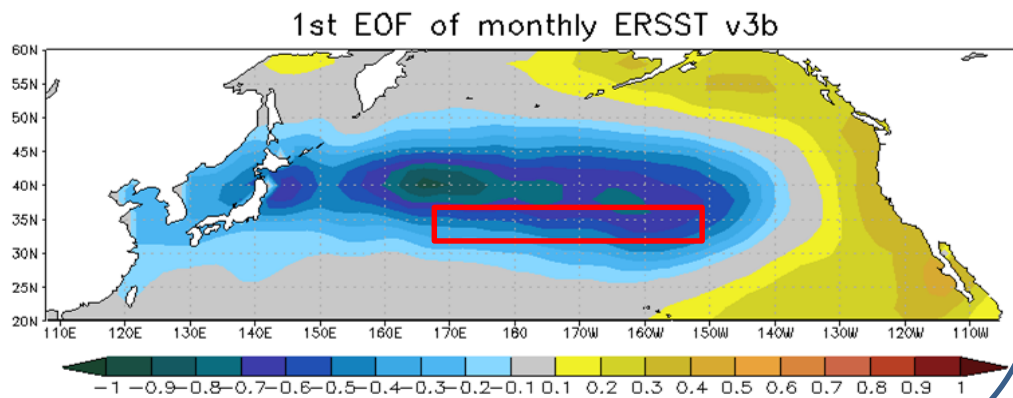 1st EOF of monthly ERSST v3b
60N
55N
50N
45N
40N
35N
30N
25N
20N
110E 120E 130E 140E 150E 160E 170E 180 170W 160W 150W 140W 130W 120W 110W
-1 -0.9 -0.8 -0.7 -0.6 -0.5 -0.4 -0.3 -0.2 -0.1 0.1 0.2 0.3 0.4 0.5 0.6 0.7 0.8 0.9 1